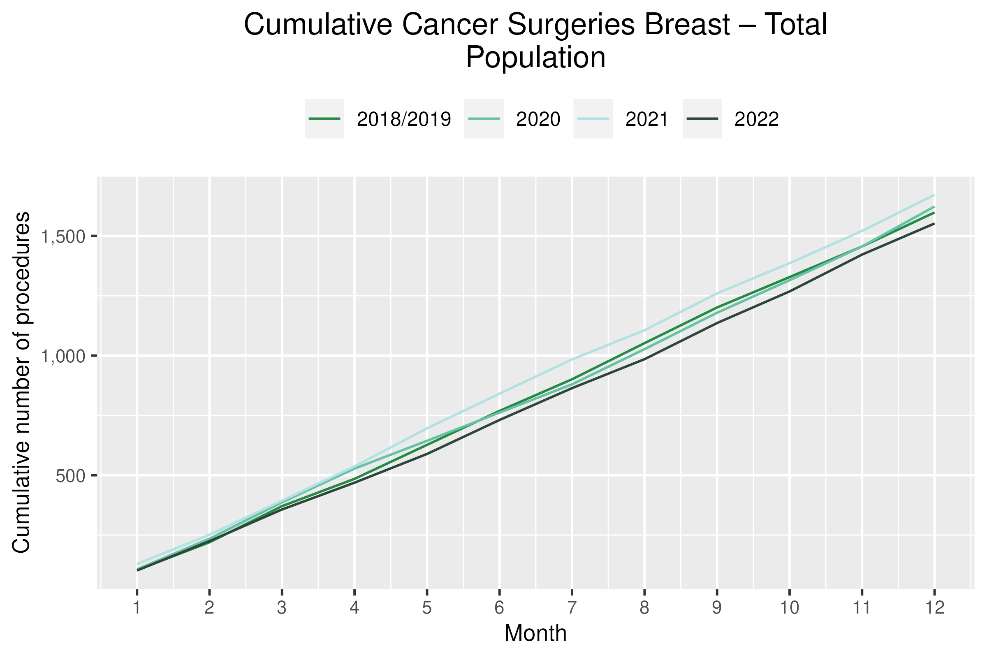 Cumulative Cancer Surgeries Breast – Total
Population
2018/2019 2020 2021 2022
Cumulative number of procedures
1,500
1,000
500
1 2 3 4 5 6 7 8 9 10 11 12
Month